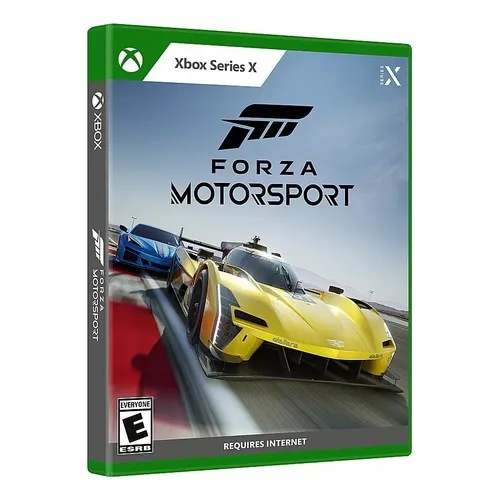 Xbox Series X
SERIES X
FORZA
MOTORSPORT
XBOX
FORZA
MOTORSPORT
EVERYONE
E
ESRB
REQUIRES INTERNET